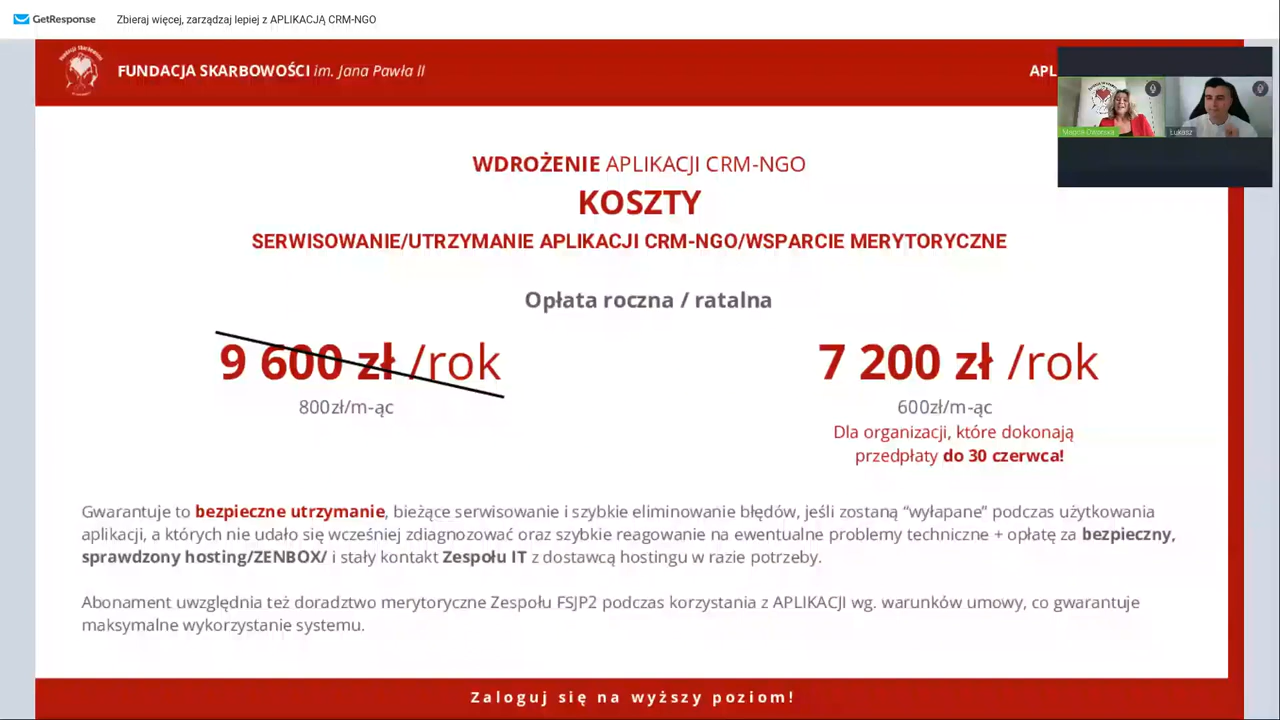 GetResponse
Zbieraj więcej, zarządzaj lepiej z APLIKACJĄ CRM-NGO
FUNDACJA SKARBOWOŚCI im. Jana Pawła II
APL
Łukasz
WDROŻENIE APLIKACJI CRM-NGO
KOSZTY
SERWISOWANIE/UTRZYMANIE APLIKACJI CRM-NGO/WSPARCIE MERYTORYCZNE
Opłata roczna / ratalna
9 600 zł /rok
800zł/m-ąc
7 200 zł /rok
600zł/m-ąc
Dla organizacji, które dokonają
przedpłaty do 30 czerwca!
Gwarantuje to bezpieczne utrzymanie, bieżące serwisowanie i szybkie eliminowanie błędów, jeśli zostaną “wyłapane” podczas użytkowania
aplikacji, a których nie udało się wcześniej zdiagnozować oraz szybkie reagowanie na ewentualne problemy techniczne + opłatę za bezpieczny,
sprawdzony hosting/ZENBOX/ i stały kontakt Zespołu IT z dostawcą hostingu w razie potrzeby.
Abonament uwzględnia też doradztwo merytoryczne Zespołu FSJP2 podczas korzystania z APLIKACJI wg. warunków umowy, co gwarantuje
maksymalne wykorzystanie systemu.
Zaloguj się na wyższy poziom!